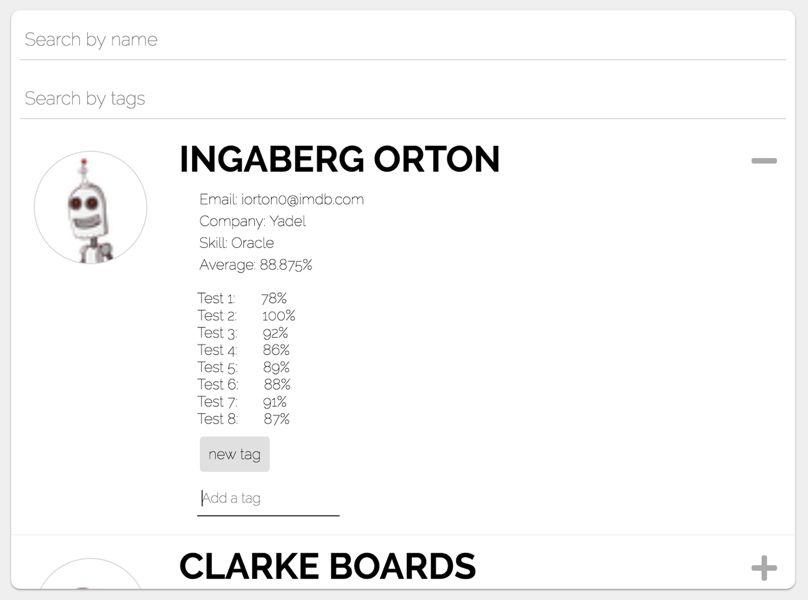 Search by name
Search by tags
INGABERG ORTON
Email: iorton0@imdb.com
Company: Yadel
Skill: Oracle
Average: 88.875%
Test 1: 78%
Test 2: 100%
Test 3: 92%
Test 4: 86%
Test 5: 89%
Test 6: 88%
Test 7: 91%
Test 8: 87%
new tag
Add a tag
CLARKE BOARDS